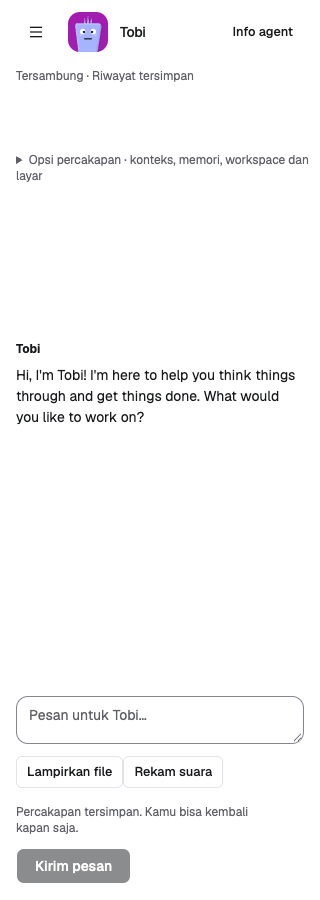 Tobi
Info agent
Tersambung · Riwayat tersimpan
Opsi percakapan · konteks, memori, workspace dan
layar
Tobi
Hi, I'm Tobi! I'm here to help you think things
through and get things done. What would
you like to work on?
Pesan untuk Tobi...
Lampirkan file
Rekam suara
Percakapan tersimpan. Kamu bisa kembali
kapan saja.
Kirim pesan